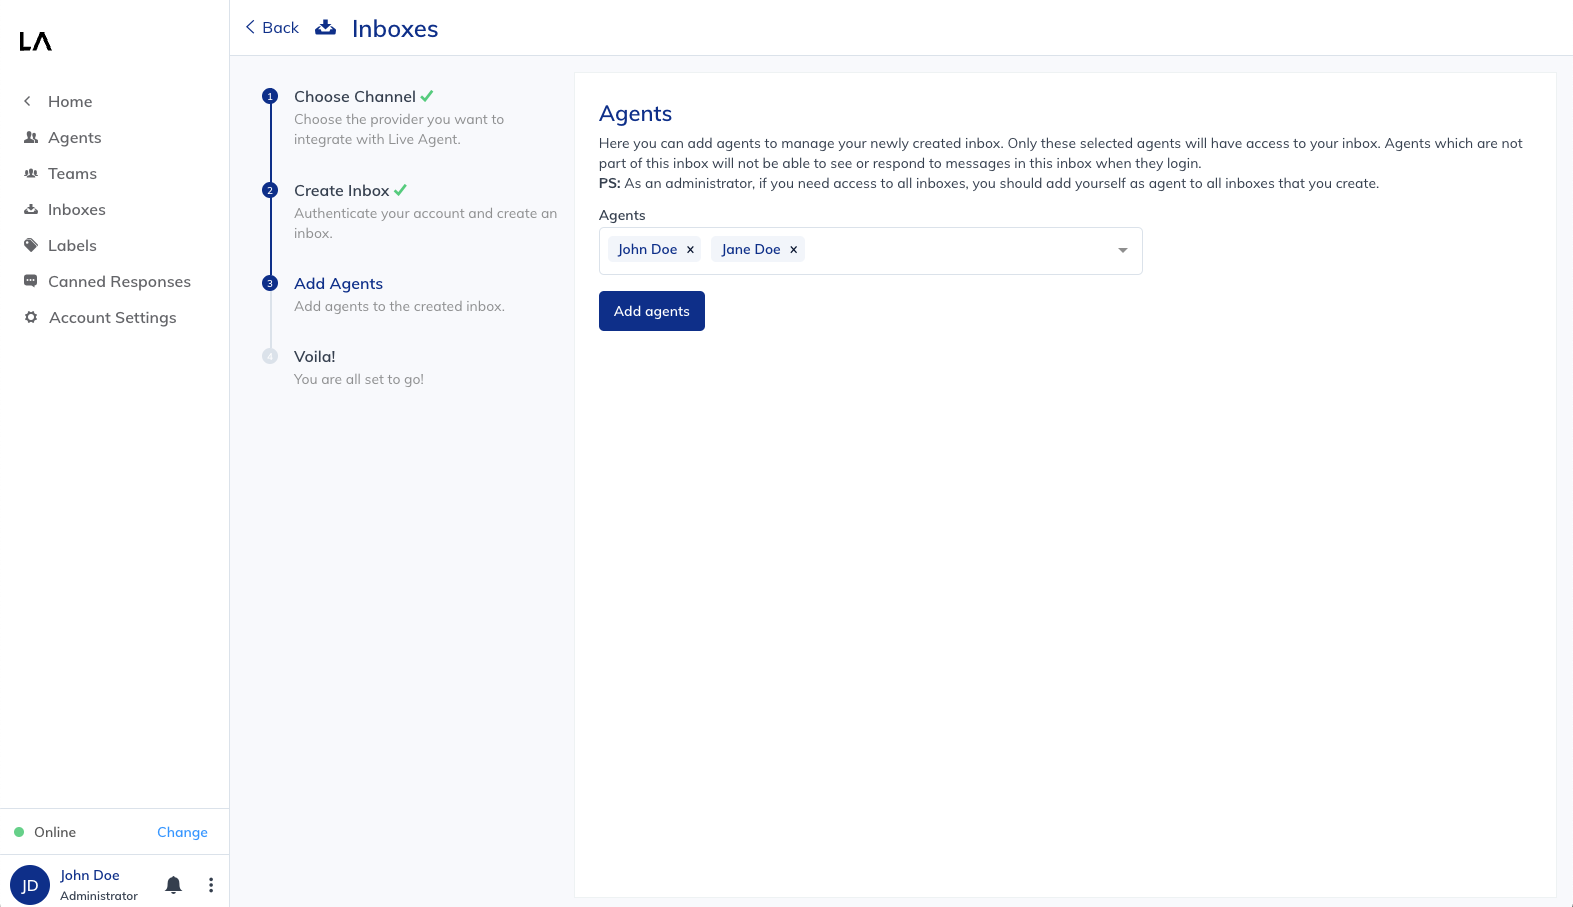 LA
Back
Inboxes
Home
Agents
Teams
Inboxes
Labels
Canned Responses
Account Settings
1
Choose Channel
Choose the provider you want to
integrate with Live Agent.
2
Create Inbox
Authenticate your account and create an
inbox.
3
Add Agents
Add agents to the created inbox.
4
Voila!
You are all set to go!
Agents
Here you can add agents to manage your newly created inbox. Only these selected agents will have access to your inbox. Agents which are not
part of this inbox will not be able to see or respond to messages in this inbox when they login.
PS: As an administrator, if you need access to all inboxes, you should add yourself as agent to all inboxes that you create.
Agents
John Doe × Jane Doe ×
Add agents
Online Change
JD
John Doe
Administrator